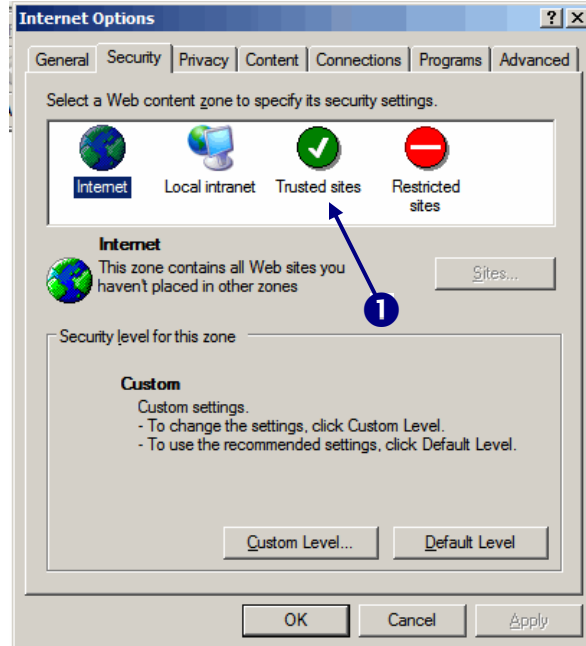 Internet Options
General Security Privacy Content Connections Programs Advanced
Select a Web content zone to specify its security settings.
Internet Local intranet Trusted sites Restricted
sites
Internet
This zone contains all Web sites you
haven't placed in other zones
Sites...
1
Security level for this zone
Custom
Custom settings.
- To change the settings, click Custom Level.
- To use the recommended settings, click Default Level.
Custom Level... Default Level
OK Cancel Apply